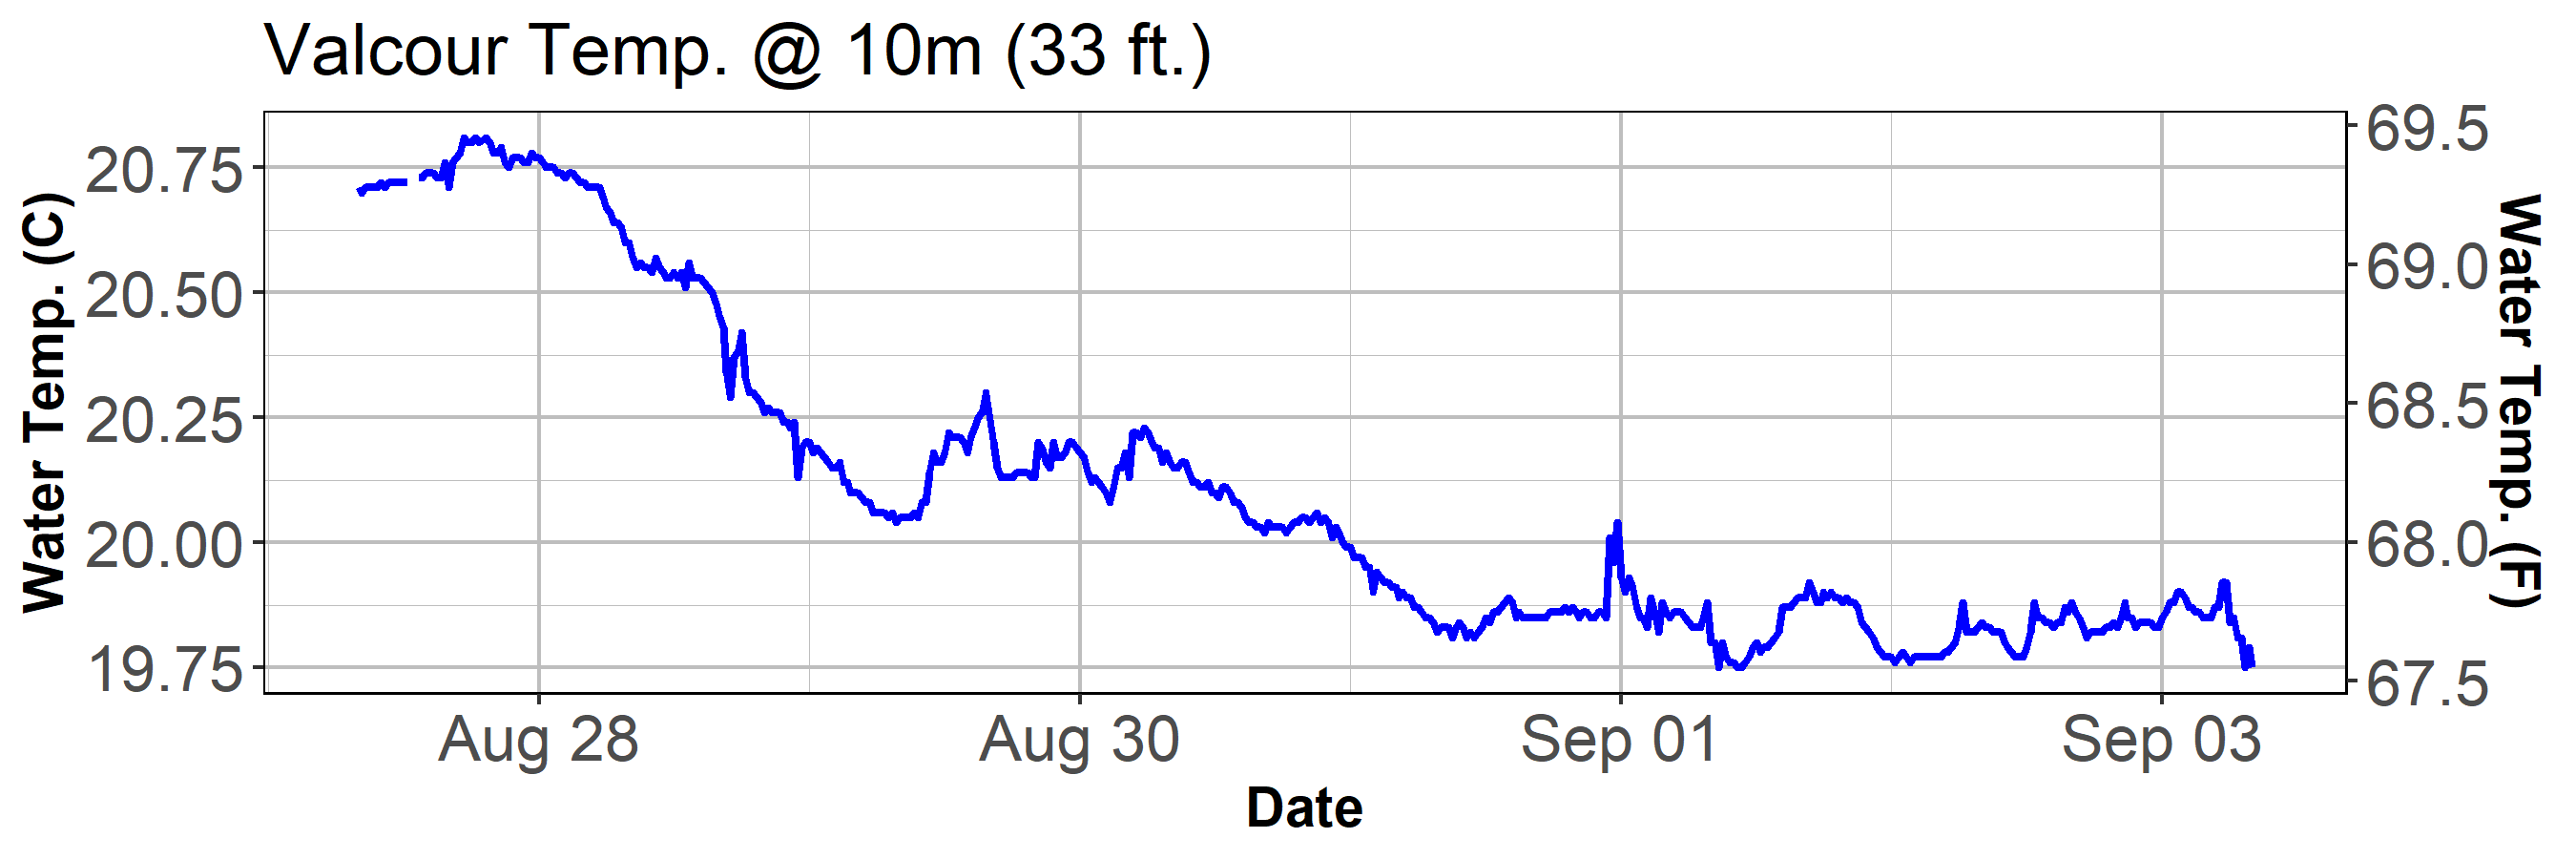 Valcour Temp. @ 10m (33 ft.)
Water Temp. (C)
20.75
20.50
20.25
20.00
19.75
69.5
69.0
68.5
68.0
67.5
Water Temp. (F)
Aug 28
Aug 30
Sep 01
Sep 03
Date